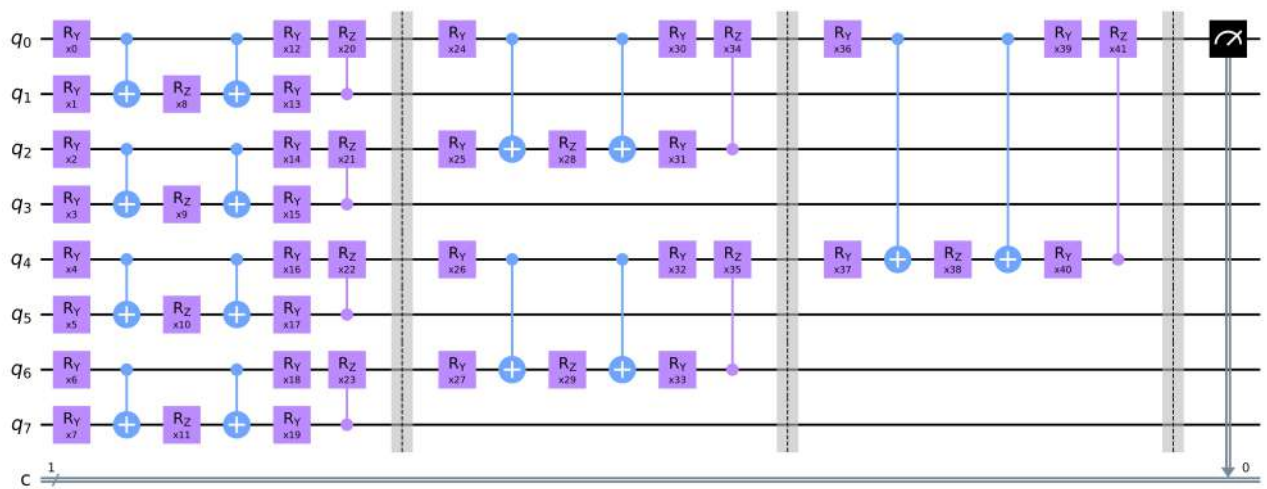 q0 RY x0 RY x12 RZ x20 RY x24 RY x30 RZ x34 RY x36 RY x39 RZ x41
q1 RY x1 RZ x8 RY x13
q2 RY x2 RY x14 RZ x21 RY x25 RZ x28 RY x31
q3 RY x3 RZ x9 RY x15
q4 RY x4 RY x16 RZ x22 RY x26 RY x32 RZ x35 RY x37 RZ x38 RY x40
q5 RY x5 RZ x10 RY x17
q6 RY x6 RY x18 RZ x23 RY x27 RZ x29 RY x33
q7 RY x7 RZ x11 RY x19
c 1 0